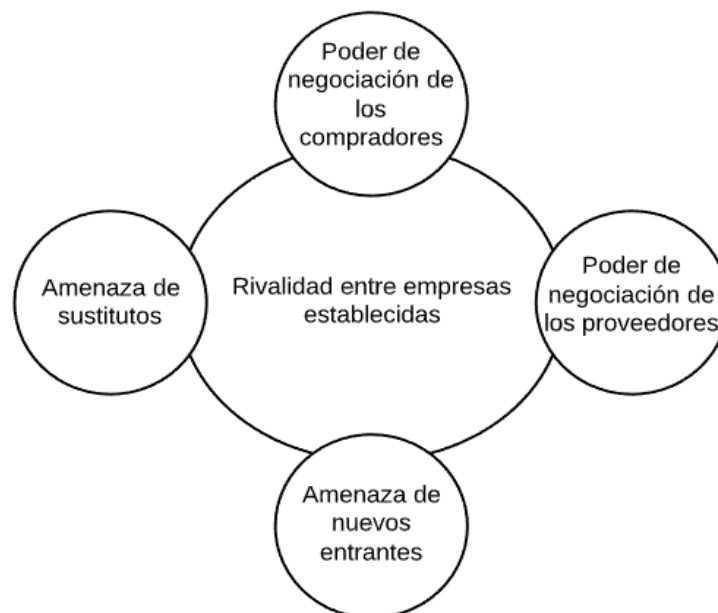 Poder de
negociación de
los
compradores
Amenaza de
sustitutos
Rivalidad entre empresas
establecidas
Poder de
negociación de
los proveedores
Amenaza de
nuevos
entrantes